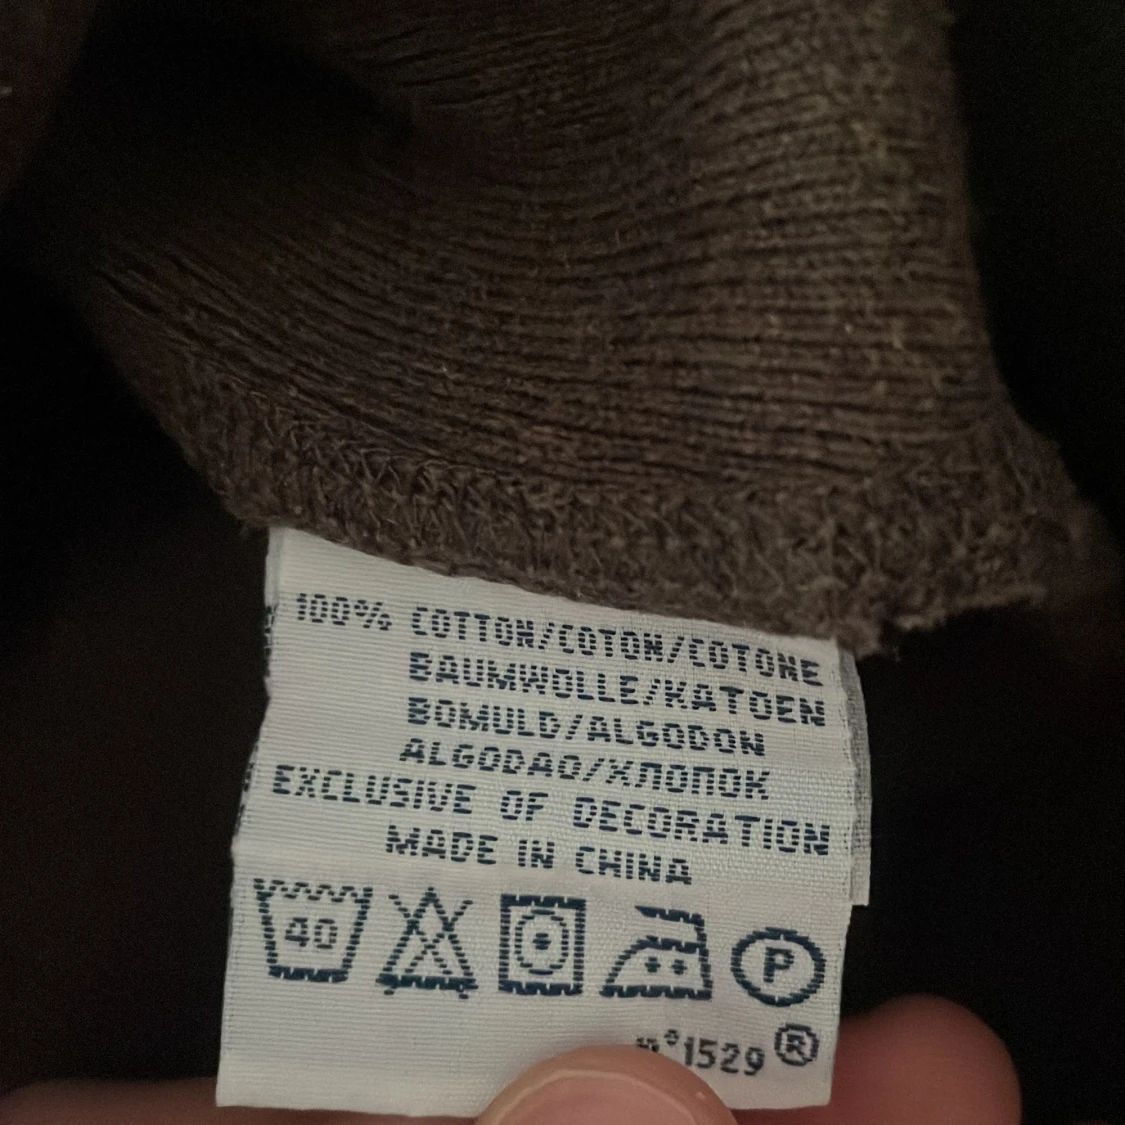 100% COTTON/COTON/COTONE
BAUMWOLLE/KATOEN
BOMULD/ALGODON
ALGODAO/ХЛОПОК
EXCLUSIVE OF DECORATION
MADE IN CHINA
40 P
n°1529 ®